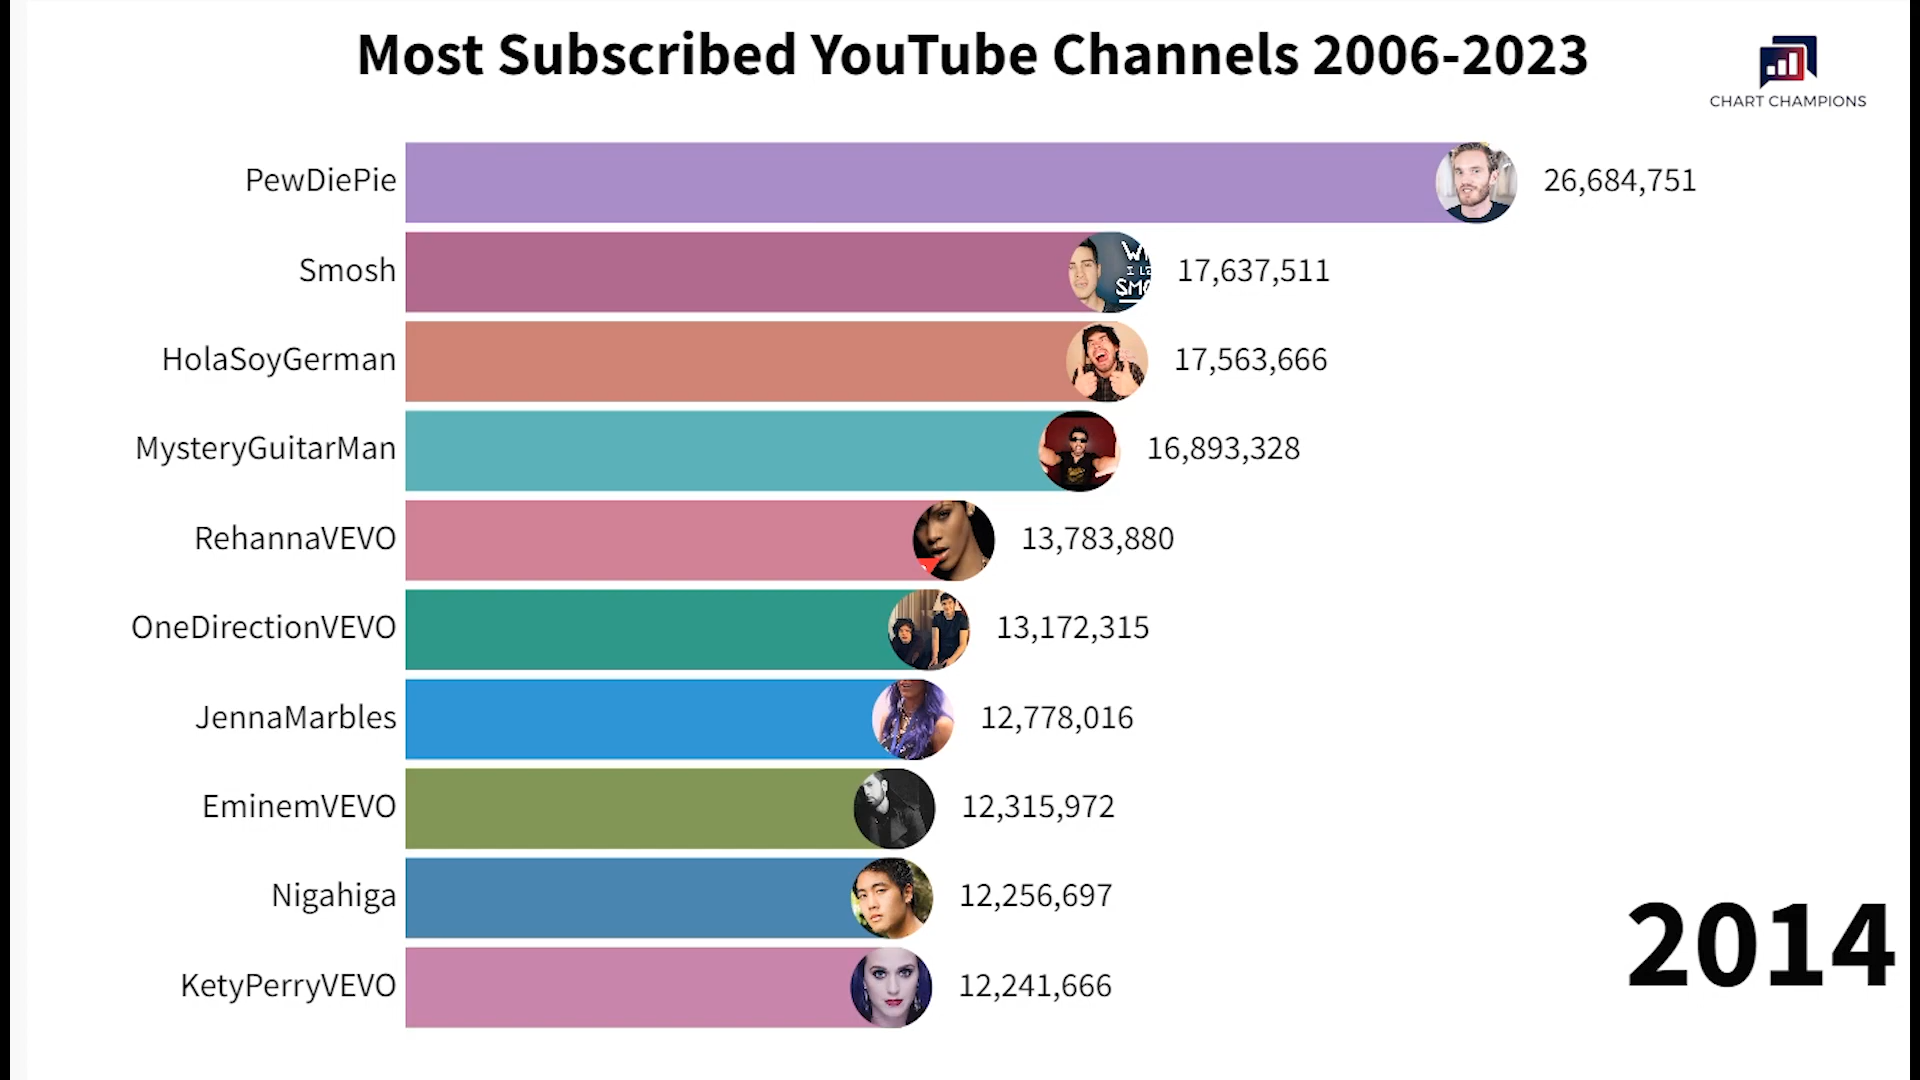 Most Subscribed YouTube Channels 2006-2023
CHART CHAMPIONS
PewDiePie 26,684,751
Smosh 17,637,511
HolaSoyGerman 17,563,666
MysteryGuitarMan 16,893,328
RehannaVEVO 13,783,880
OneDirectionVEVO 13,172,315
JennaMarbles 12,778,016
EminemVEVO 12,315,972
Nigahiga 12,256,697
KetyPerryVEVO 12,241,666
2014